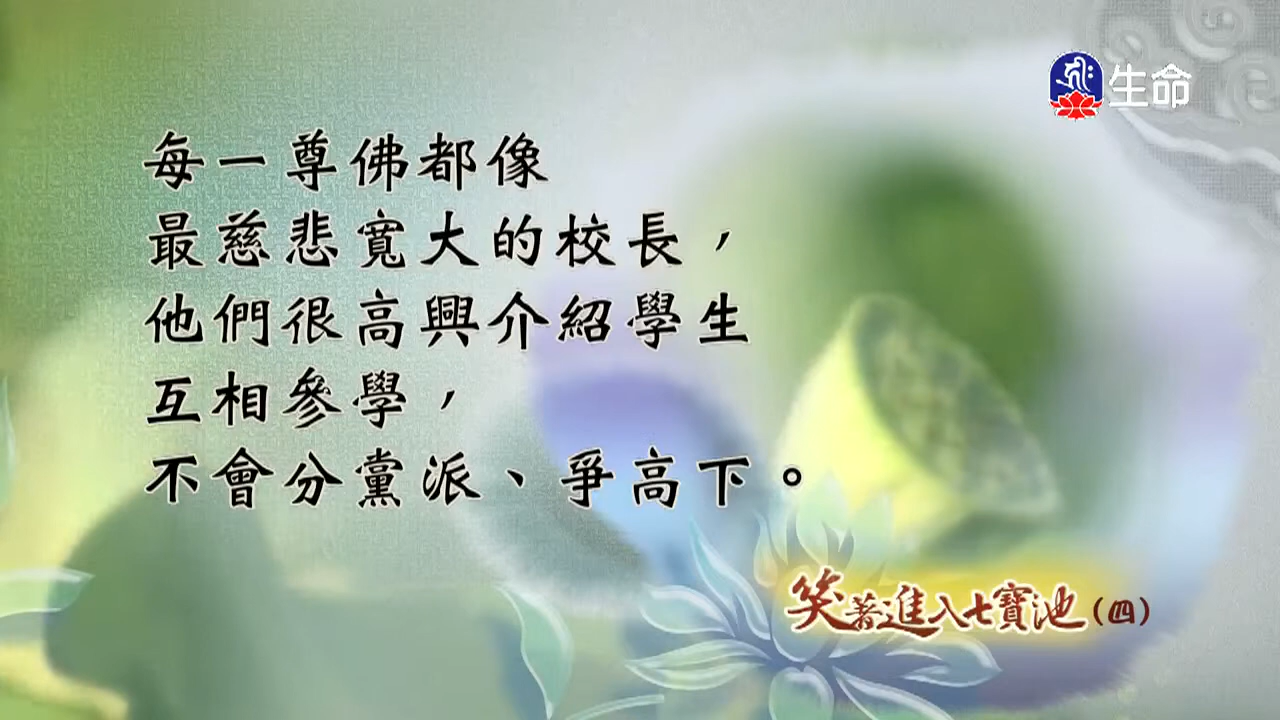 生命
每一尊佛都像
最慈悲寬大的校長，
他們很高興介紹學生
互相參學，
不會分黨派、爭高下。
笑著進入七寶池（四）